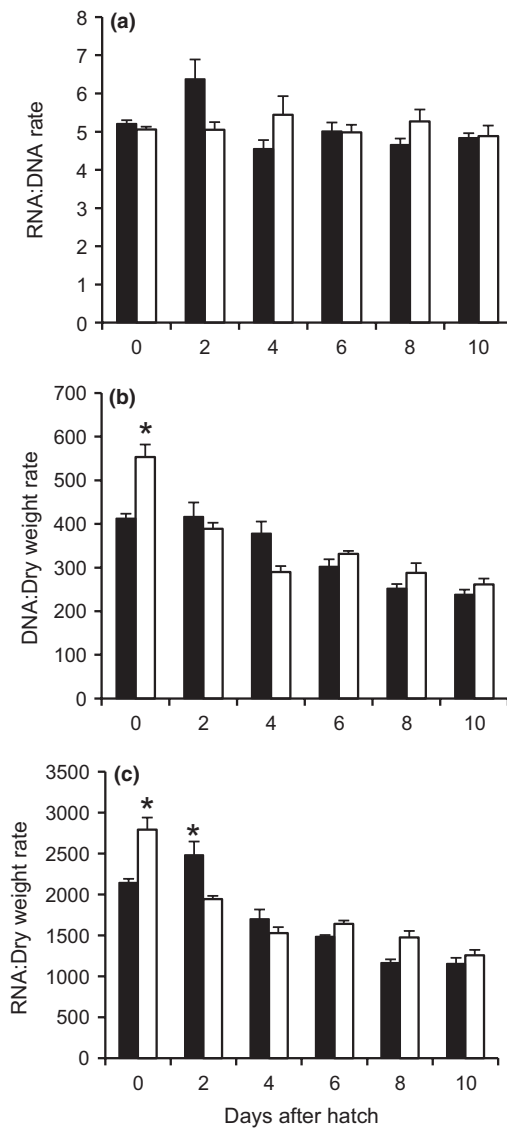 (a)
RNA:DNA rate
8
7
6
5
4
3
2
1
0
0 2 4 6 8 10
(b)
DNA:Dry weight rate
700
600
500
400
300
200
100
0
*
0 2 4 6 8 10
(c)
RNA:Dry weight rate
3500
3000
2500
2000
1500
1000
500
0
* *
0 2 4 6 8 10
Days after hatch